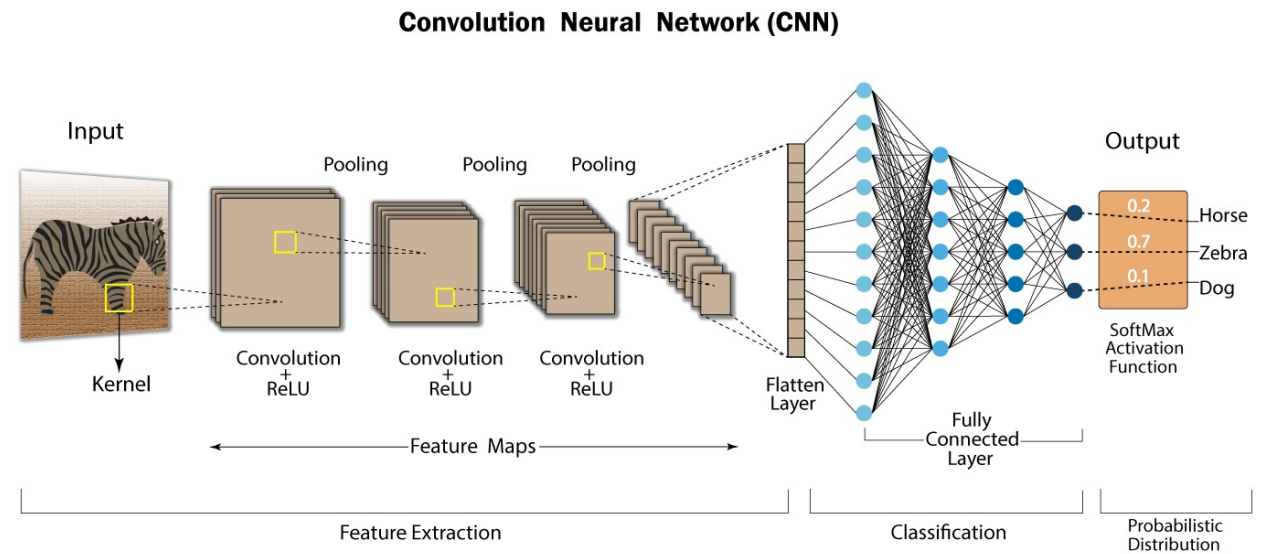 Convolution Neural Network (CNN)
Input
Kernel
Pooling
Pooling
Pooling
Convolution
+
ReLU
Convolution
+
ReLU
Convolution
+
ReLU
Feature Maps
Flatten
Layer
Fully
Connected
Layer
Output
0.2
Horse
0.7
Zebra
0.1
Dog
SoftMax
Activation
Function
Feature Extraction
Classification
Probabilistic
Distribution